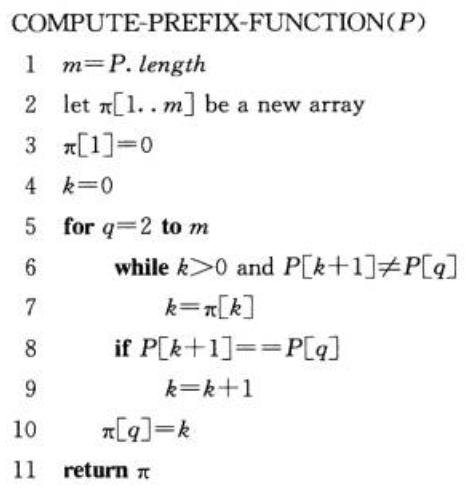 COMPUTE-PREFIX-FUNCTION(P)
1 m=P. length
2 let π[1..m] be a new array
3 π[1]=0
4 k=0
5 for q=2 to m
6 while k>0 and P[k+1]≠P[q]
7 k=π[k]
8 if P[k+1]==P[q]
9 k=k+1
10 π[q]=k
11 return π